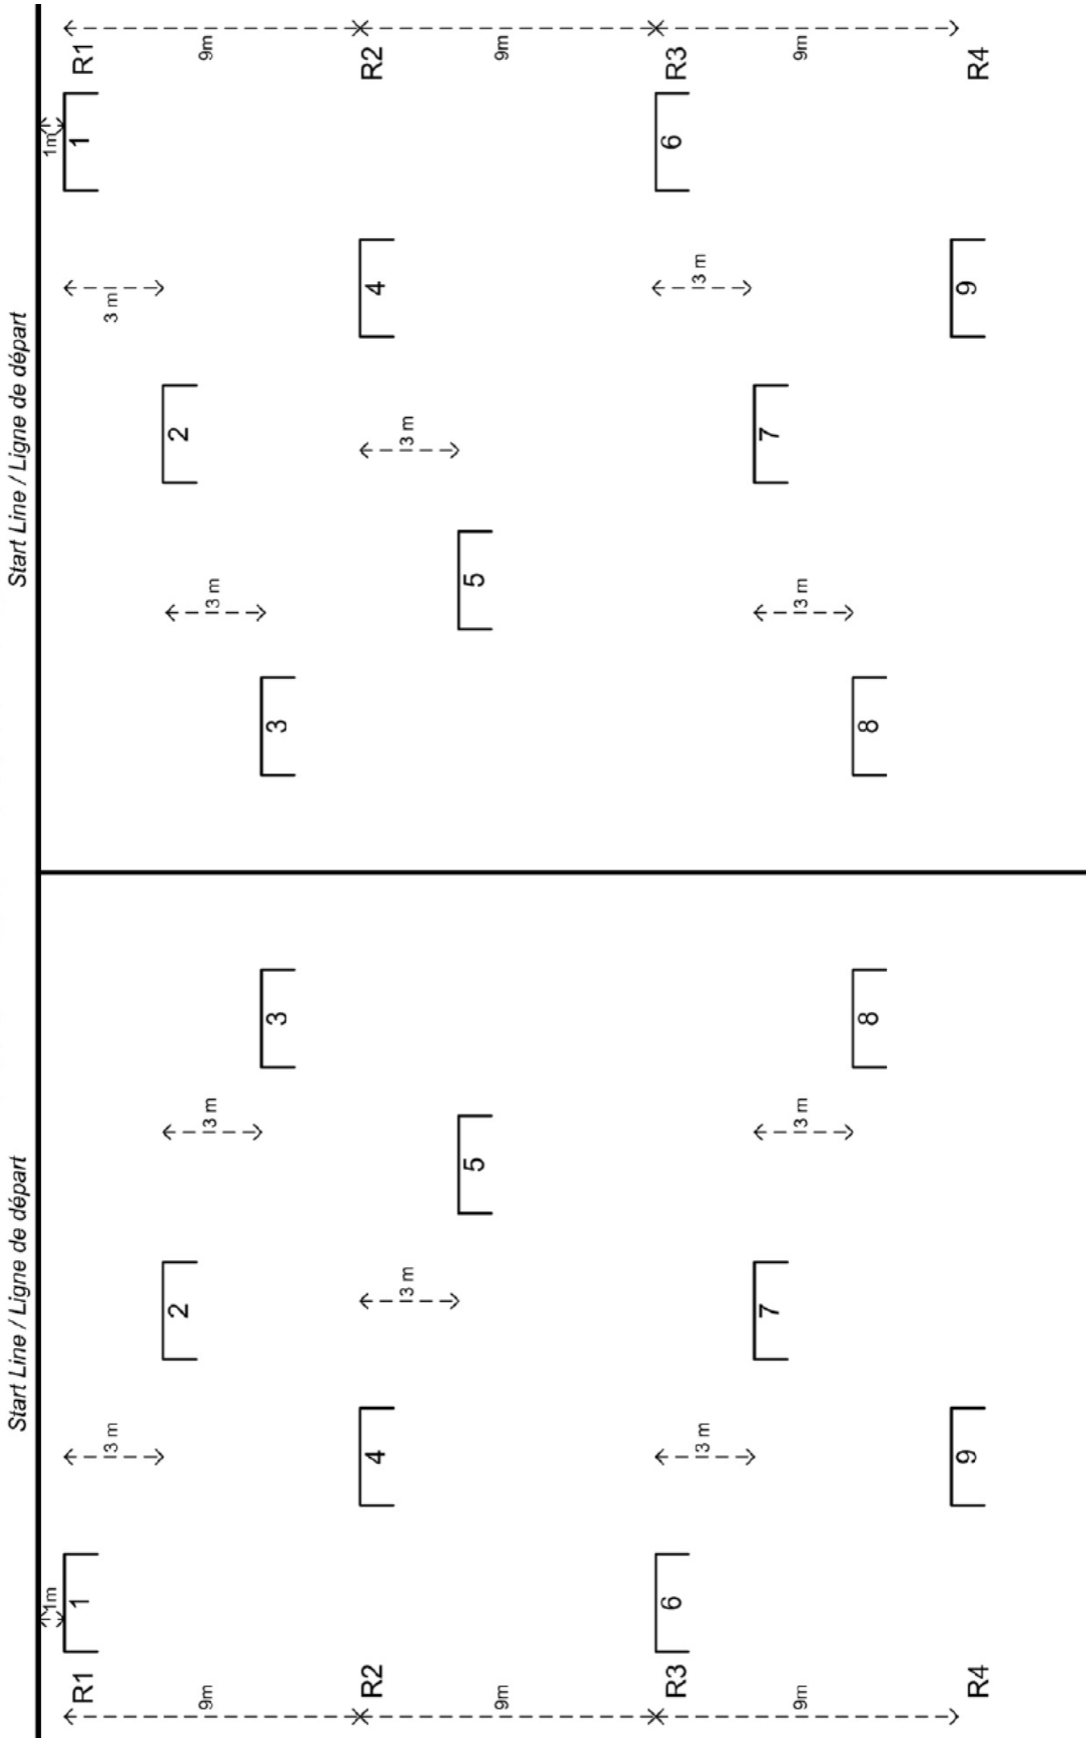 Start Line / Ligne de départ
Start Line / Ligne de départ
1m 1m
R1 1 1 R1
3 m 3 m
2 2
9m 3 m 3 m 9m
3 3
R2 4 4 R2
3 m 3 m
5 5
9m 9m
R3 6 6 R3
3 m 3 m
7 7
9m 3 m 3 m 9m
8 8
R4 9 9 R4